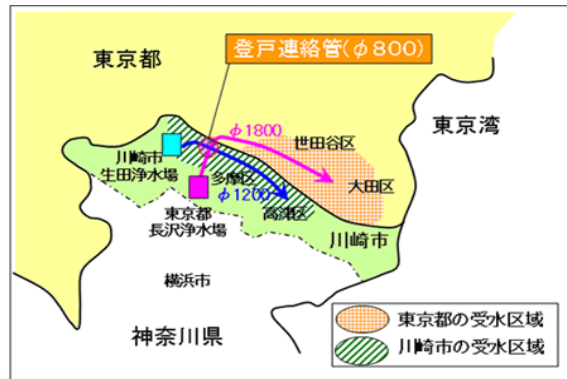 登戸連絡管(φ800)
東京都
東京湾
φ1800
世田谷区
川崎市
生田浄水場
多摩区
大田区
φ1200
高津区
東京都
長沢浄水場
川崎市
横浜市
神奈川県
東京都の受水区域
川崎市の受水区域